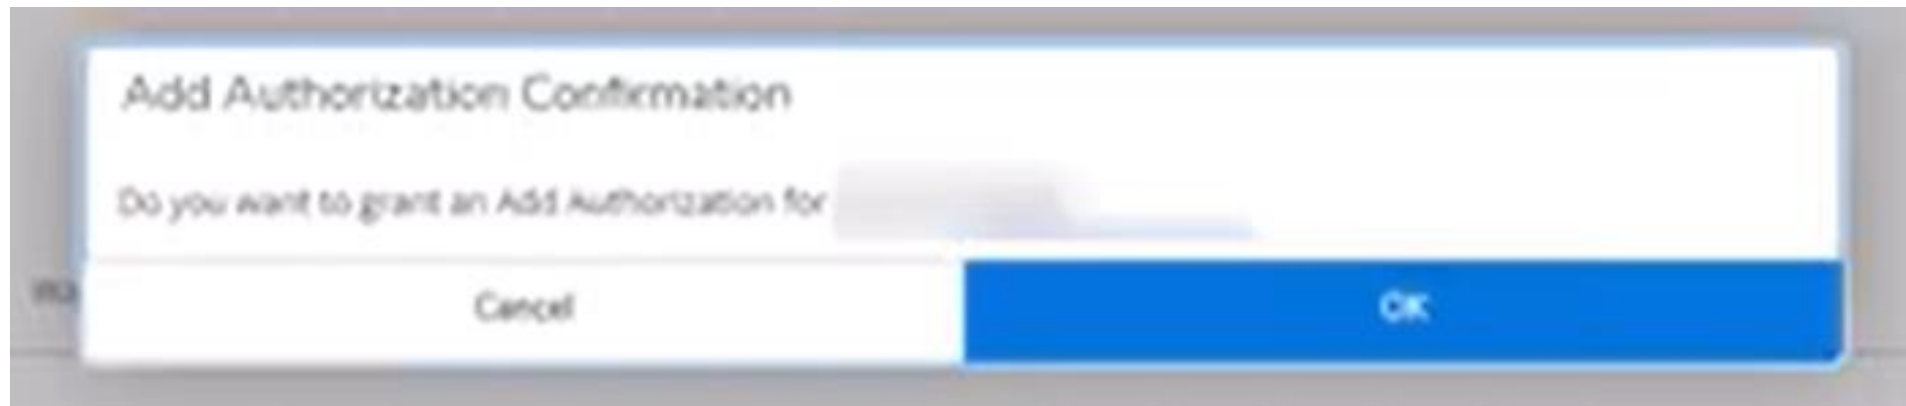 Add Authorization Confirmation
Do you want to grant an Add Authorization for
Cancel
OK